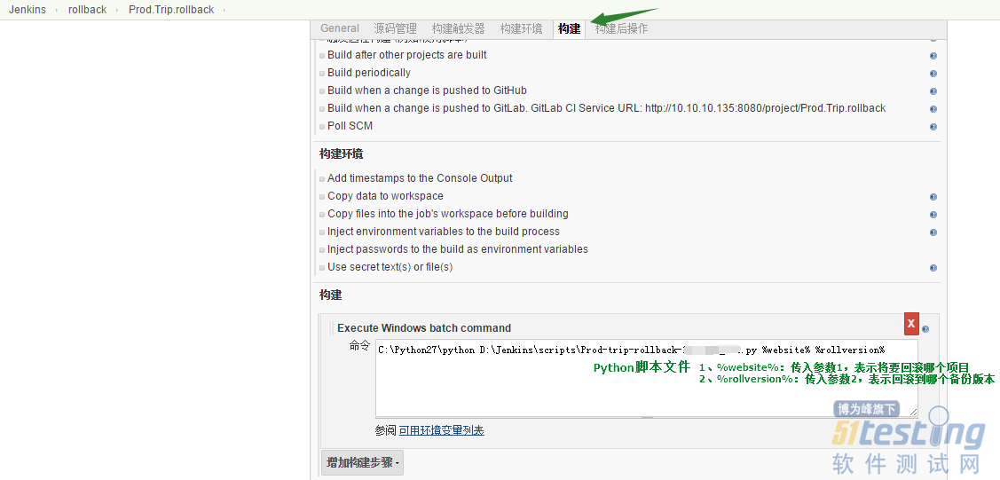 Jenkins › rollback › Prod.Trip.rollback ›
General 源码管理 构建触发器 构建环境 构建 构建后操作
Build after other projects are built
Build periodically
Build when a change is pushed to GitHub
Build when a change is pushed to GitLab. GitLab CI Service URL: http://10.10.10.135:8080/project/Prod.Trip.rollback
Poll SCM
构建环境
Add timestamps to the Console Output
Copy data to workspace
Copy files into the job's workspace before building
Inject environment variables to the build process
Inject passwords to the build as environment variables
Use secret text(s) or file(s)
构建
X
Execute Windows batch command
命令
C:\Python27\python D:\Jenkins\scripts\Prod-trip-rollback- .py %website% %rollversion%
Python脚本文件
1、%website%：传入参数1，表示将要回滚哪个项目
2、%rollversion%：传入参数2，表示回滚到哪个备份版本
参阅 可用环境变量列表
增加构建步骤
博为峰旗下
51testing
软件测试网